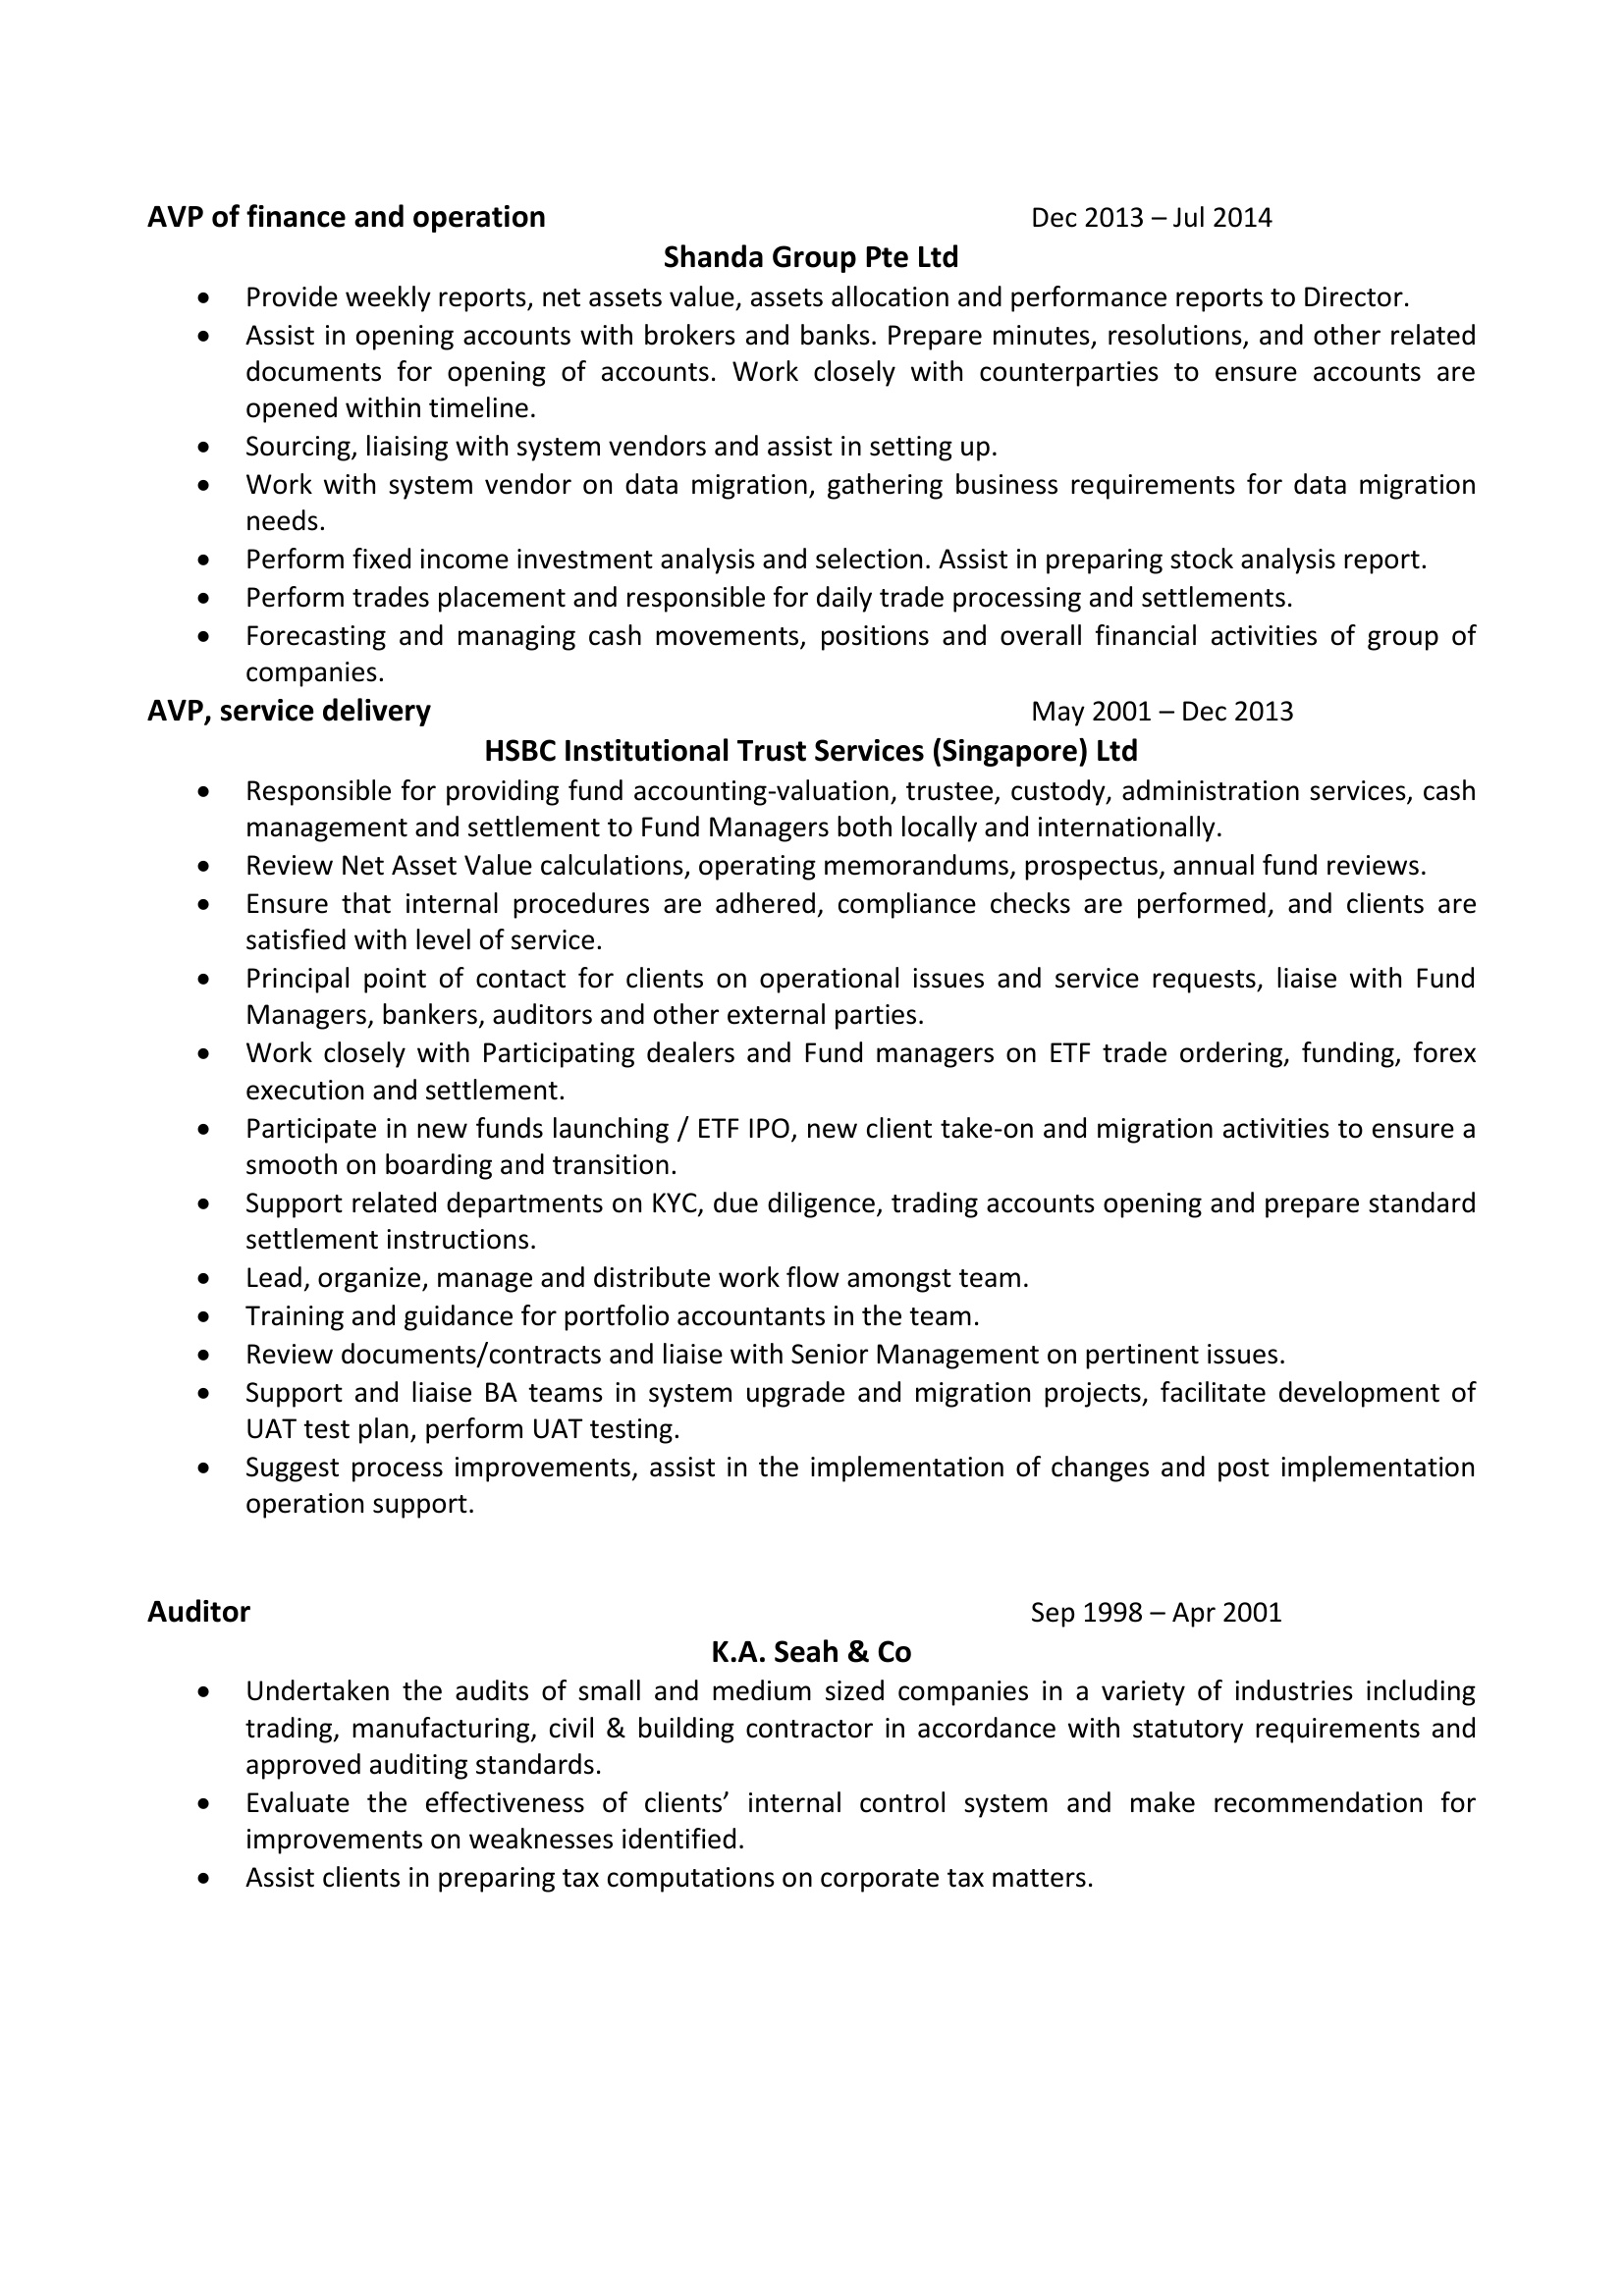 AVP of finance and operation Dec 2013 – Jul 2014
Shanda Group Pte Ltd
• Provide weekly reports, net assets value, assets allocation and performance reports to Director.
• Assist in opening accounts with brokers and banks. Prepare minutes, resolutions, and other related
documents for opening of accounts. Work closely with counterparties to ensure accounts are
opened within timeline.
• Sourcing, liaising with system vendors and assist in setting up.
• Work with system vendor on data migration, gathering business requirements for data migration
needs.
• Perform fixed income investment analysis and selection. Assist in preparing stock analysis report.
• Perform trades placement and responsible for daily trade processing and settlements.
• Forecasting and managing cash movements, positions and overall financial activities of group of
companies.
AVP, service delivery May 2001 – Dec 2013
HSBC Institutional Trust Services (Singapore) Ltd
• Responsible for providing fund accounting-valuation, trustee, custody, administration services, cash
management and settlement to Fund Managers both locally and internationally.
• Review Net Asset Value calculations, operating memorandums, prospectus, annual fund reviews.
• Ensure that internal procedures are adhered, compliance checks are performed, and clients are
satisfied with level of service.
• Principal point of contact for clients on operational issues and service requests, liaise with Fund
Managers, bankers, auditors and other external parties.
• Work closely with Participating dealers and Fund managers on ETF trade ordering, funding, forex
execution and settlement.
• Participate in new funds launching / ETF IPO, new client take-on and migration activities to ensure a
smooth on boarding and transition.
• Support related departments on KYC, due diligence, trading accounts opening and prepare standard
settlement instructions.
• Lead, organize, manage and distribute work flow amongst team.
• Training and guidance for portfolio accountants in the team.
• Review documents/contracts and liaise with Senior Management on pertinent issues.
• Support and liaise BA teams in system upgrade and migration projects, facilitate development of
UAT test plan, perform UAT testing.
• Suggest process improvements, assist in the implementation of changes and post implementation
operation support.
Auditor Sep 1998 – Apr 2001
K.A. Seah & Co
• Undertaken the audits of small and medium sized companies in a variety of industries including
trading, manufacturing, civil & building contractor in accordance with statutory requirements and
approved auditing standards.
• Evaluate the effectiveness of clients’ internal control system and make recommendation for
improvements on weaknesses identified.
• Assist clients in preparing tax computations on corporate tax matters.